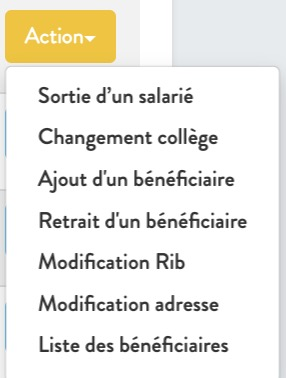 Action
Sortie d’un salarié
Changement collège
Ajout d'un bénéficiaire
Retrait d'un bénéficiaire
Modification Rib
Modification adresse
Liste des bénéficiaires